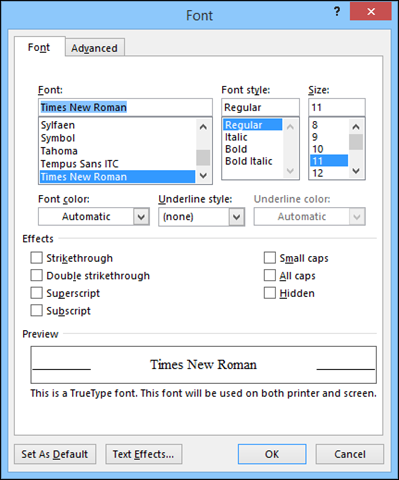 Font
?
Font Advanced
Font: Font style: Size:
Times New Roman Regular 11
Sylfaen Regular 8
Symbol Italic 9
Tahoma Bold 10
Tempus Sans ITC Bold Italic 11
Times New Roman 12
Font color: Underline style: Underline color:
Automatic (none) Automatic
Effects
Strikethrough Small caps
Double strikethrough All caps
Superscript Hidden
Subscript
Preview
Times New Roman
This is a TrueType font. This font will be used on both printer and screen.
Set As Default Text Effects... OK Cancel